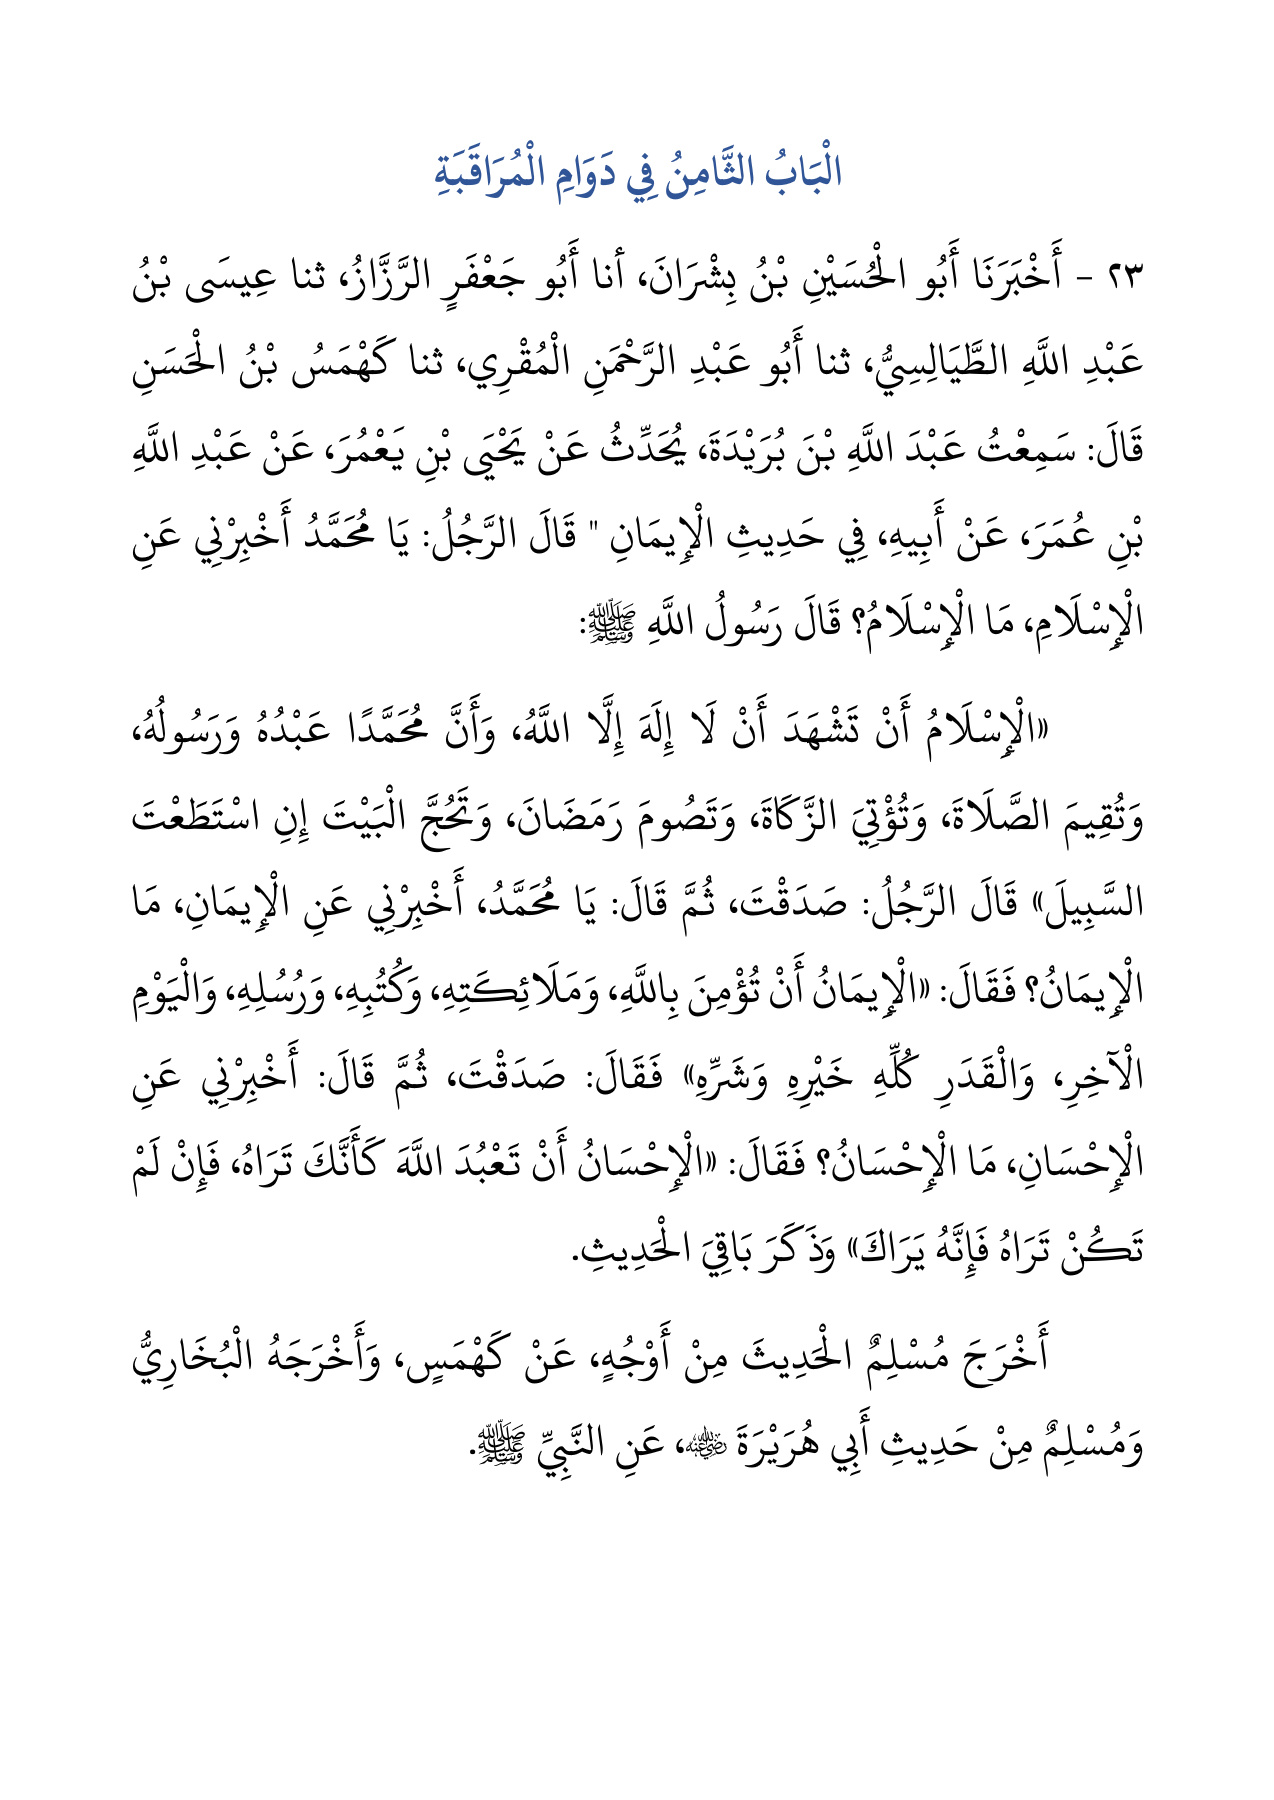 الْبَابُ الثَّامِنُ فِي دَوَامِ الْمُرَاقَبَةِ
٢٣ - أَخْبَرَنَا أَبُو الْحُسَيْنِ بْنُ بِشْرَانَ، أنا أَبُو جَعْفَرٍ الرَّزَّازُ، ثنا عِيسَى بْنُ
عَبْدِ اللَّهِ الطَّيَالِسِيُّ، ثنا أَبُو عَبْدِ الرَّحْمَنِ الْمُقْرِي، ثنا كَهْمَسُ بْنُ الْحَسَنِ
قَالَ: سَمِعْتُ عَبْدَ اللَّهِ بْنَ بُرَيْدَةَ، يُحَدِّثُ عَنْ يَحْيَى بْنِ يَعْمُرَ، عَنْ عَبْدِ اللَّهِ
بْنِ عُمَرَ، عَنْ أَبِيهِ، فِي حَدِيثِ الْإِيمَانِ " قَالَ الرَّجُلُ: يَا مُحَمَّدُ أَخْبِرْنِي عَنِ
الْإِسْلَامِ، مَا الْإِسْلَامُ؟ قَالَ رَسُولُ اللَّهِ ﷺ:
«الْإِسْلَامُ أَنْ تَشْهَدَ أَنْ لَا إِلَهَ إِلَّا اللَّهُ، وَأَنَّ مُحَمَّدًا عَبْدُهُ وَرَسُولُهُ،
وَتُقِيمَ الصَّلَاةَ، وَتُؤْتِيَ الزَّكَاةَ، وَتَصُومَ رَمَضَانَ، وَتَحُجَّ الْبَيْتَ إِنِ اسْتَطَعْتَ
السَّبِيلَ» قَالَ الرَّجُلُ: صَدَقْتَ، ثُمَّ قَالَ: يَا مُحَمَّدُ، أَخْبِرْنِي عَنِ الْإِيمَانِ، مَا
الْإِيمَانُ؟ فَقَالَ: «الْإِيمَانُ أَنْ تُؤْمِنَ بِاللَّهِ، وَمَلَائِكَتِهِ، وَكُتُبِهِ، وَرُسُلِهِ، وَالْيَوْمِ
الْآخِرِ، وَالْقَدَرِ كُلِّهِ خَيْرِهِ وَشَرِّهِ» فَقَالَ: صَدَقْتَ، ثُمَّ قَالَ: أَخْبِرْنِي عَنِ
الْإِحْسَانِ، مَا الْإِحْسَانُ؟ فَقَالَ: «الْإِحْسَانُ أَنْ تَعْبُدَ اللَّهَ كَأَنَّكَ تَرَاهُ، فَإِنْ لَمْ
تَكُنْ تَرَاهُ فَإِنَّهُ يَرَاكَ» وَذَكَرَ بَاقِيَ الْحَدِيثِ.
أَخْرَجَ مُسْلِمٌ الْحَدِيثَ مِنْ أَوْجُهٍ، عَنْ كَهْمَسٍ، وَأَخْرَجَهُ الْبُخَارِيُّ
وَمُسْلِمٌ مِنْ حَدِيثِ أَبِي هُرَيْرَةَ ﵁، عَنِ النَّبِيِّ ﷺ.